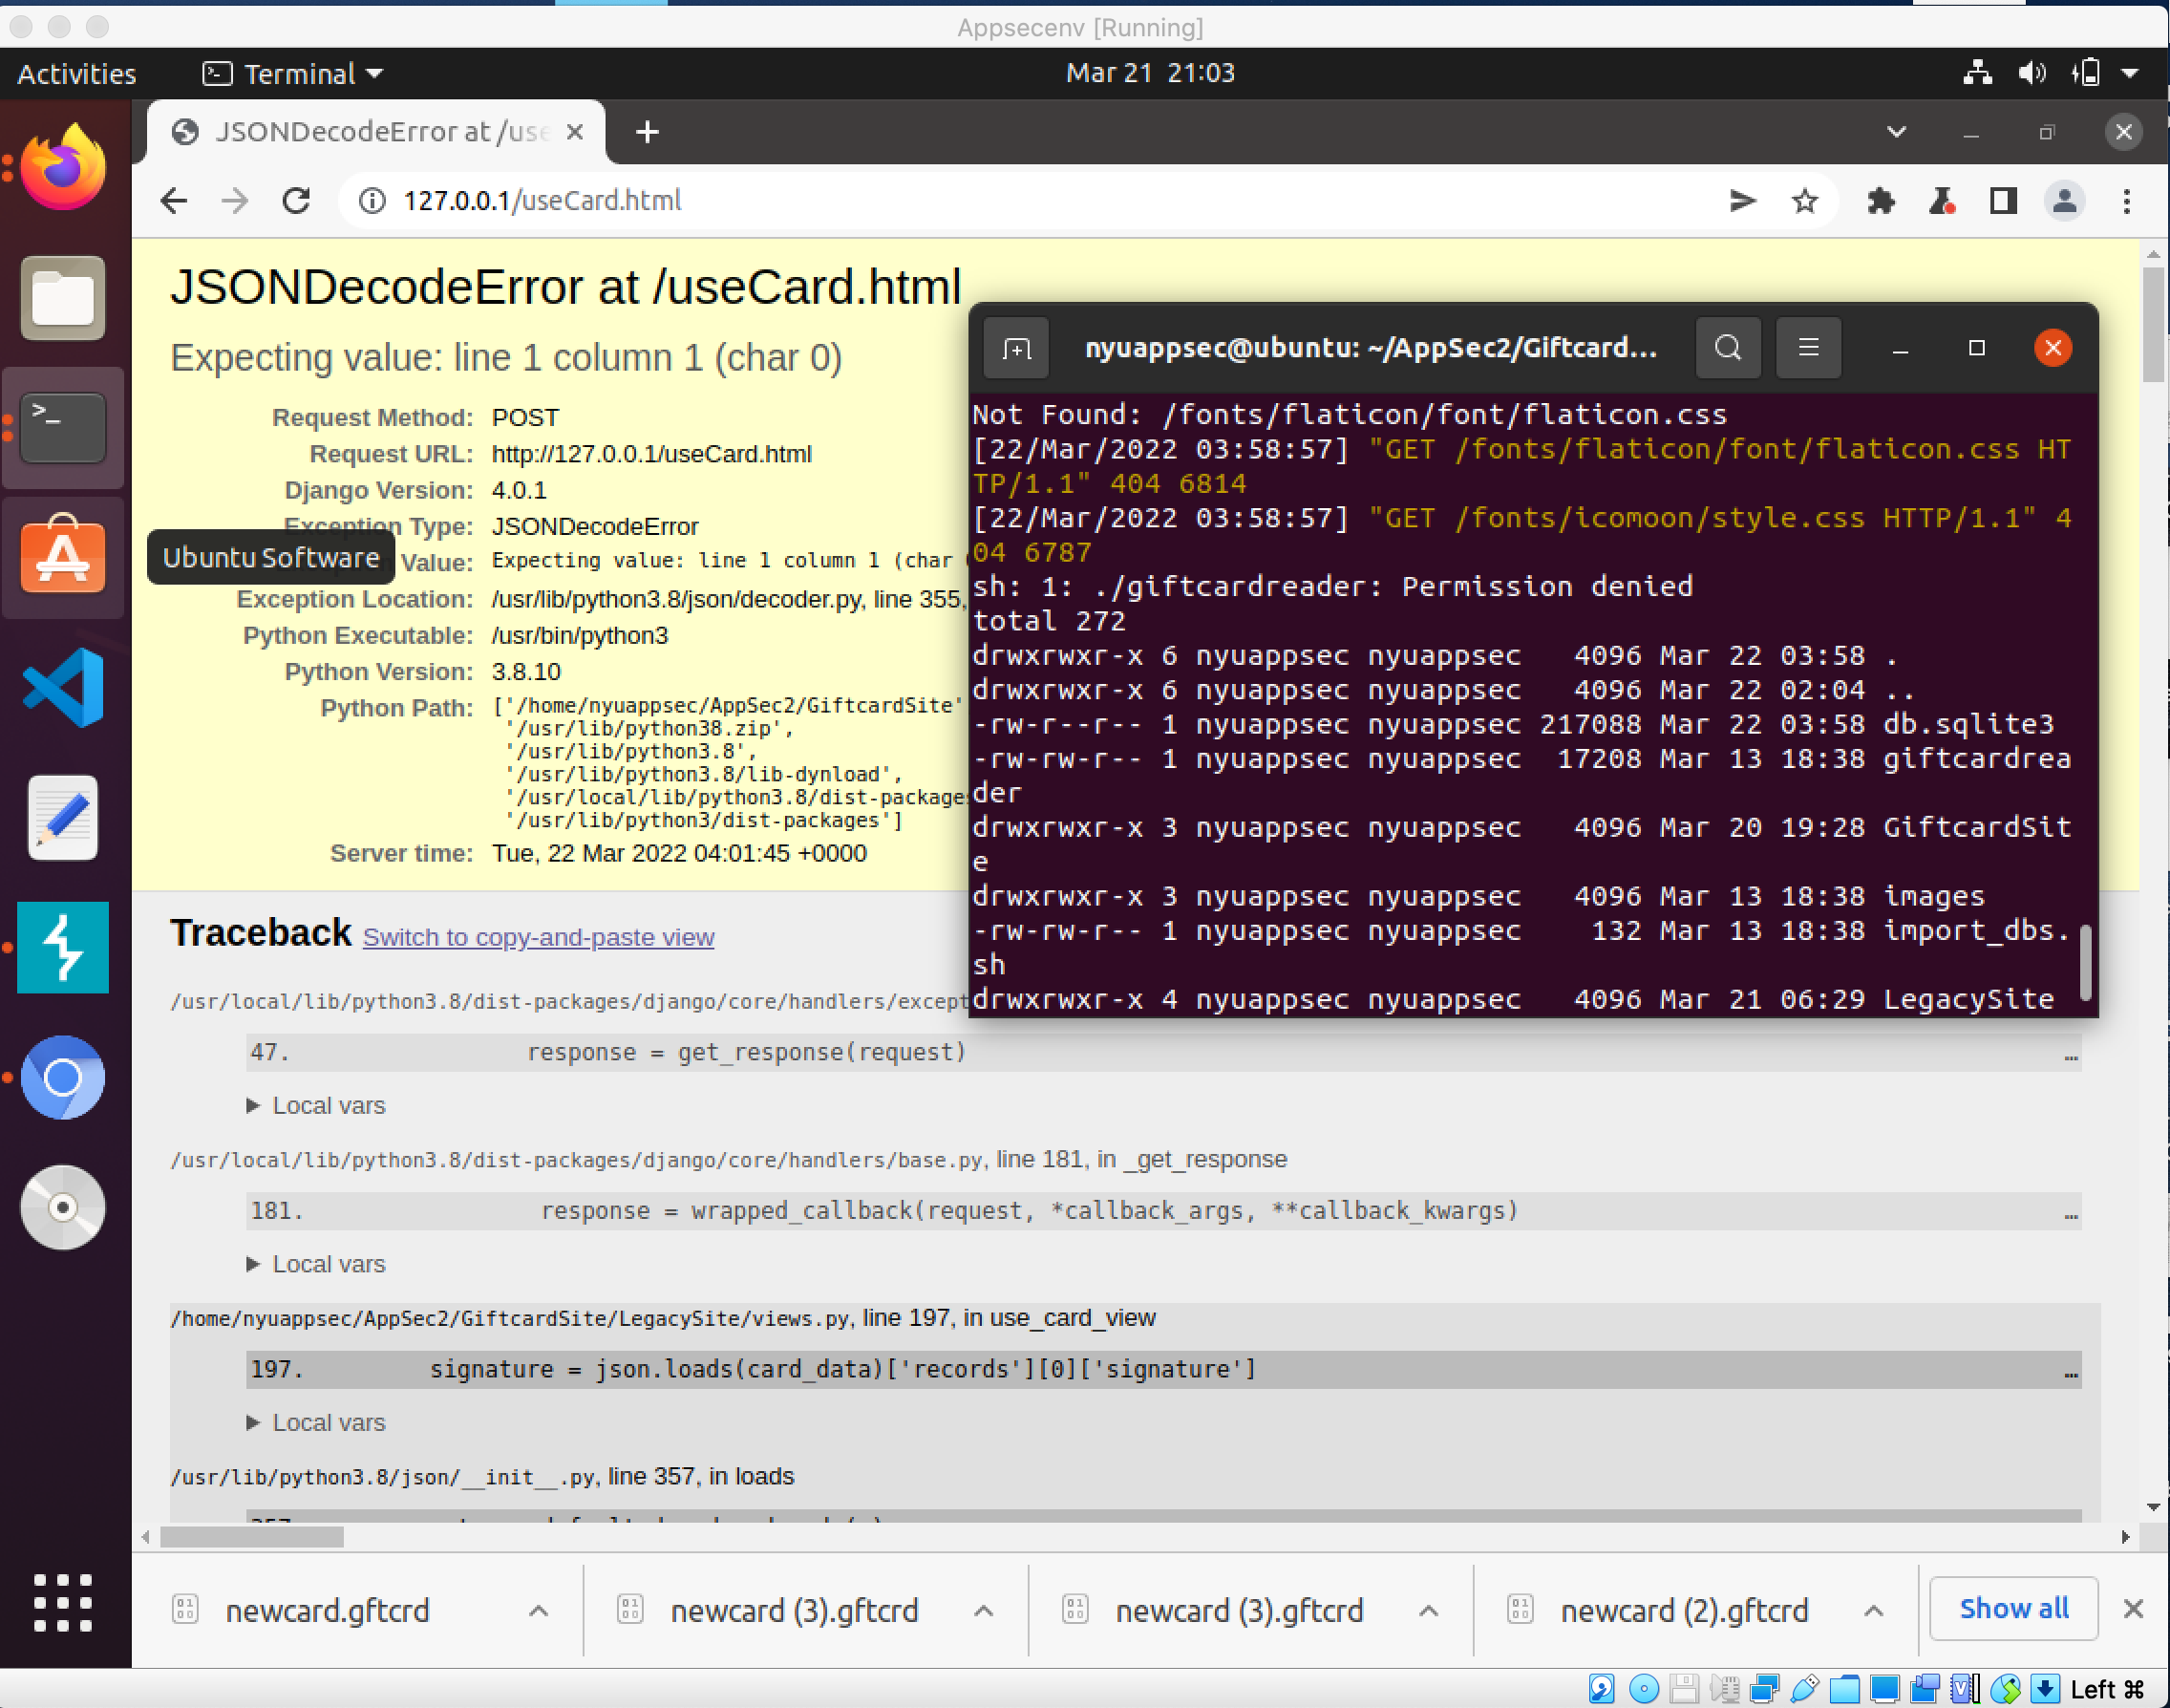 Appsecenv [Running]
Activities
Terminal
Mar 21 21:03
JSONDecodeError at /use
127.0.0.1/useCard.html
JSONDecodeError at /useCard.html
Expecting value: line 1 column 1 (char 0)
Request Method: POST
Request URL: http://127.0.0.1/useCard.html
Django Version: 4.0.1
Exception Type: JSONDecodeError
Ubuntu Software
Value: Expecting value: line 1 column 1 (char
Exception Location: /usr/lib/python3.8/json/decoder.py, line 355,
Python Executable: /usr/bin/python3
Python Version: 3.8.10
Python Path: ['/home/nyuappsec/AppSec2/GiftcardSite'
'/usr/lib/python38.zip',
'/usr/lib/python3.8',
'/usr/lib/python3.8/lib-dynload',
'/usr/local/lib/python3.8/dist-package
'/usr/lib/python3/dist-packages']
Server time: Tue, 22 Mar 2022 04:01:45 +0000
nyuappsec@ubuntu: ~/AppSec2/Giftcard...
Not Found: /fonts/flaticon/font/flaticon.css
[22/Mar/2022 03:58:57] "GET /fonts/flaticon/font/flaticon.css HT
TP/1.1" 404 6814
[22/Mar/2022 03:58:57] "GET /fonts/icomoon/style.css HTTP/1.1" 4
04 6787
sh: 1: ./giftcardreader: Permission denied
total 272
drwxrwxr-x 6 nyuappsec nyuappsec   4096 Mar 22 03:58 .
drwxrwxr-x 6 nyuappsec nyuappsec   4096 Mar 22 02:04 ..
-rw-r--r-- 1 nyuappsec nyuappsec 217088 Mar 22 03:58 db.sqlite3
-rw-rw-r-- 1 nyuappsec nyuappsec  17208 Mar 13 18:38 giftcardrea
der
drwxrwxr-x 3 nyuappsec nyuappsec   4096 Mar 20 19:28 GiftcardSit
e
drwxrwxr-x 3 nyuappsec nyuappsec   4096 Mar 13 18:38 images
-rw-rw-r-- 1 nyuappsec nyuappsec    132 Mar 13 18:38 import_dbs.
sh
drwxrwxr-x 4 nyuappsec nyuappsec   4096 Mar 21 06:29 LegacySite
Traceback Switch to copy-and-paste view
/usr/local/lib/python3.8/dist-packages/django/core/handlers/except
47. response = get_response(request) …
Local vars
/usr/local/lib/python3.8/dist-packages/django/core/handlers/base.py, line 181, in _get_response
181. response = wrapped_callback(request, *callback_args, **callback_kwargs) …
Local vars
/home/nyuappsec/AppSec2/GiftcardSite/LegacySite/views.py, line 197, in use_card_view
197. signature = json.loads(card_data)['records'][0]['signature'] …
Local vars
/usr/lib/python3.8/json/__init__.py, line 357, in loads
newcard.gftcrd
newcard (3).gftcrd
newcard (3).gftcrd
newcard (2).gftcrd
Show all
Left ⌘